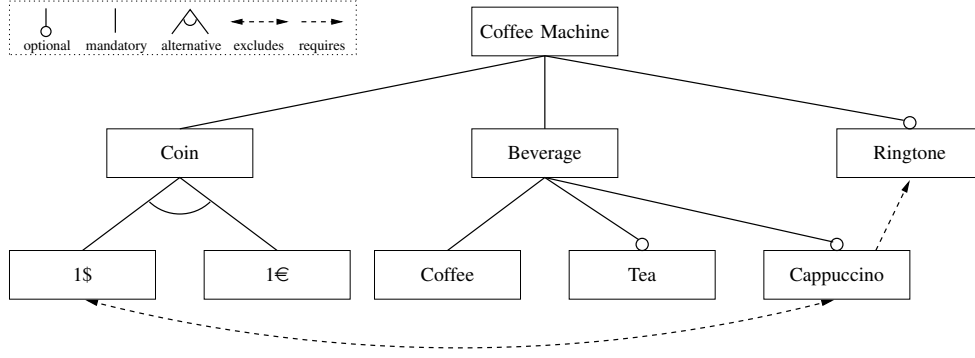 optional mandatory alternative excludes requires
Coffee Machine
Coin Beverage Ringtone
1$ 1€ Coffee Tea Cappuccino